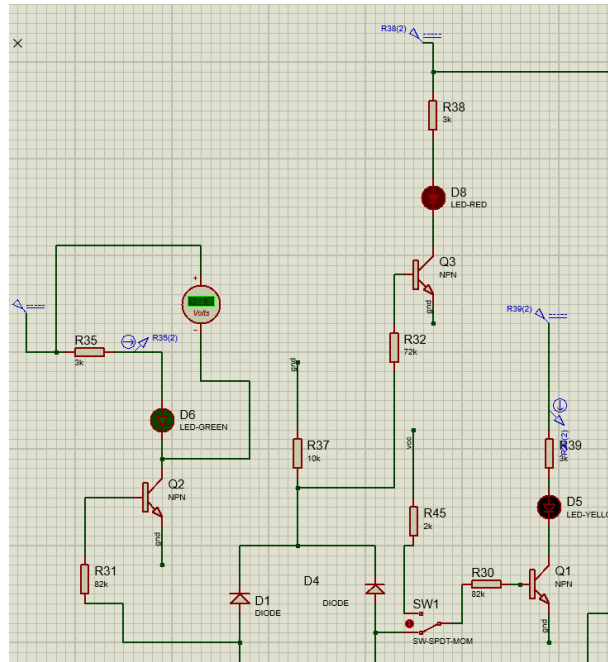 R38(2)
R38
3k
D8
LED-RED
Q3
NPN
gnd
R39(2)
+
Volts
-
R35
3k
R35(2)
R32
72k
gnd
D6
LED-GREEN
R37
10k
vcc
R39
3k
Q2
NPN
gnd
R45
2k
D5
LED-YELLO
R31
82k
D1
DIODE
D4
DIODE
SW1
SW-SPDT-MOM
R30
82k
Q1
NPN
gnd